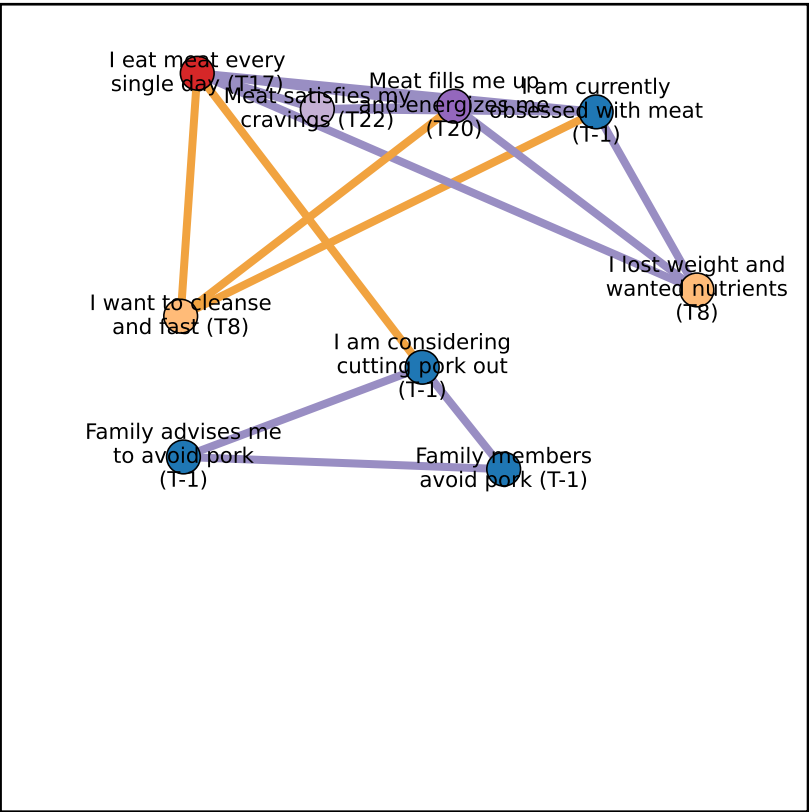 I eat meat every
single day (T17)
Meat satisfies my
cravings (T22)
Meat fills me up
and energizes me
(T20)
I am currently
obsessed with meat
(T-1)
I lost weight and
wanted nutrients
(T8)
I want to cleanse
and fast (T8)
I am considering
cutting pork out
(T-1)
Family advises me
to avoid pork
(T-1)
Family members
avoid pork (T-1)